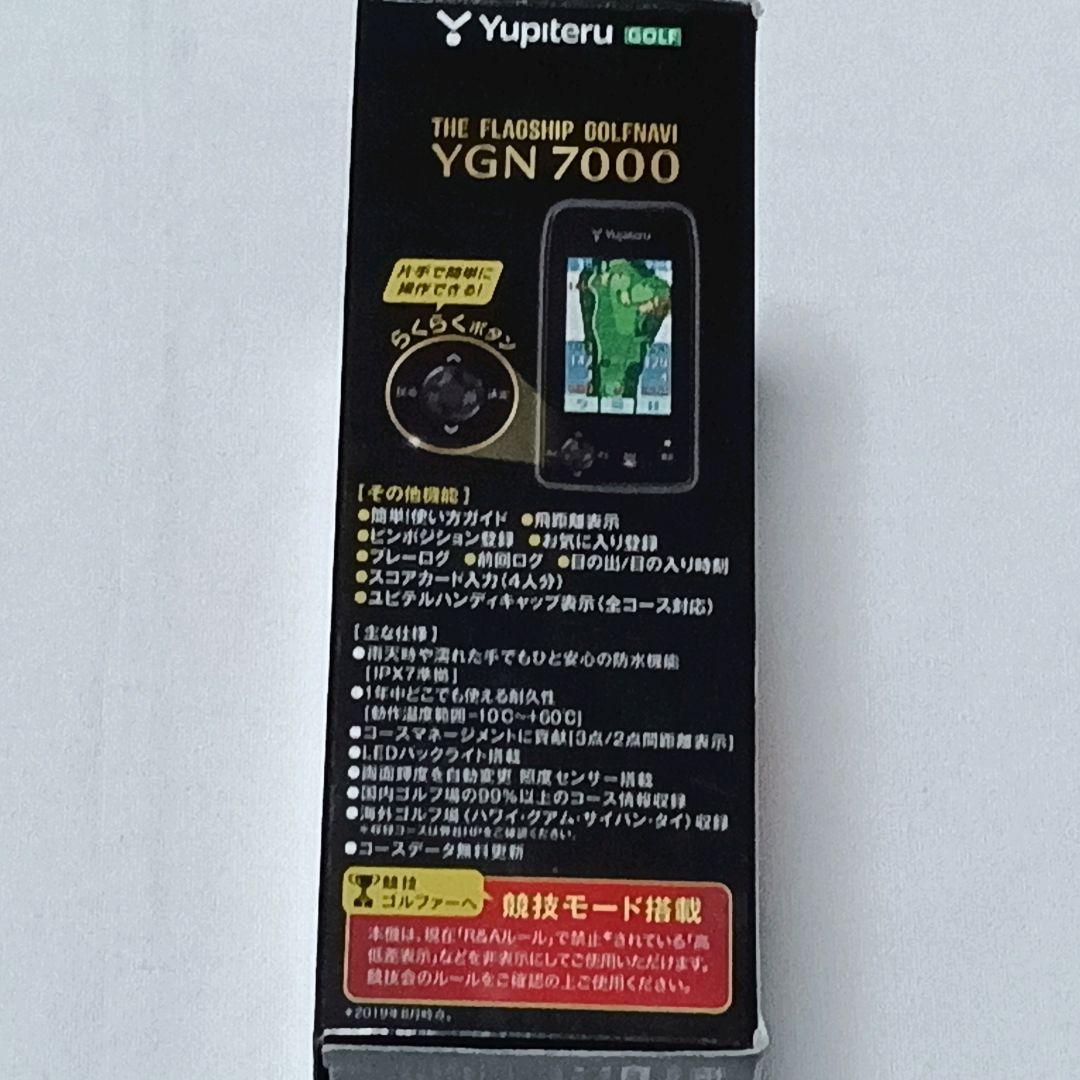 Yupiteru GOLF
THE FLAGSHIP GOLFNAVI
YGN 7000
Yupiteru
片手で簡単に
操作できる!
らくらくボタン
[その他機能]
●簡単!使い方ガイド ●飛距離表示
●ピンポジション登録 ●お気に入り登録
●プレーログ ●前回ログ ●日の出/日の入り時刻
●スコアカード入力(4人分)
●ユピテルハンディキャップ表示(全コース対応)
[主な仕様]
●雨天時や濡れた手でもひと安心の防水機能
[IPX7準拠]
●1年中どこでも使える耐久性
[動作温度範囲-10℃~+60℃]
●コースマネージメントに貢献[3点/2点間距離表示]
●LEDバックライト搭載
●画面輝度を自動変更 照度センサー搭載
●国内ゴルフ場の99%以上のコース情報収録
●海外ゴルフ場(ハワイ・グアム・サイパン・タイ)収録
※収録コースは弊社HPをご確認ください。
●コースデータ無料更新
競技
ゴルファーへ
競技モード搭載
本機は、現在「R&Aルール」で禁止*されている「高
低差表示」などを非表示にしてご使用いただけます。
競技会のルールをご確認の上ご使用ください。
*2019年8月時点。